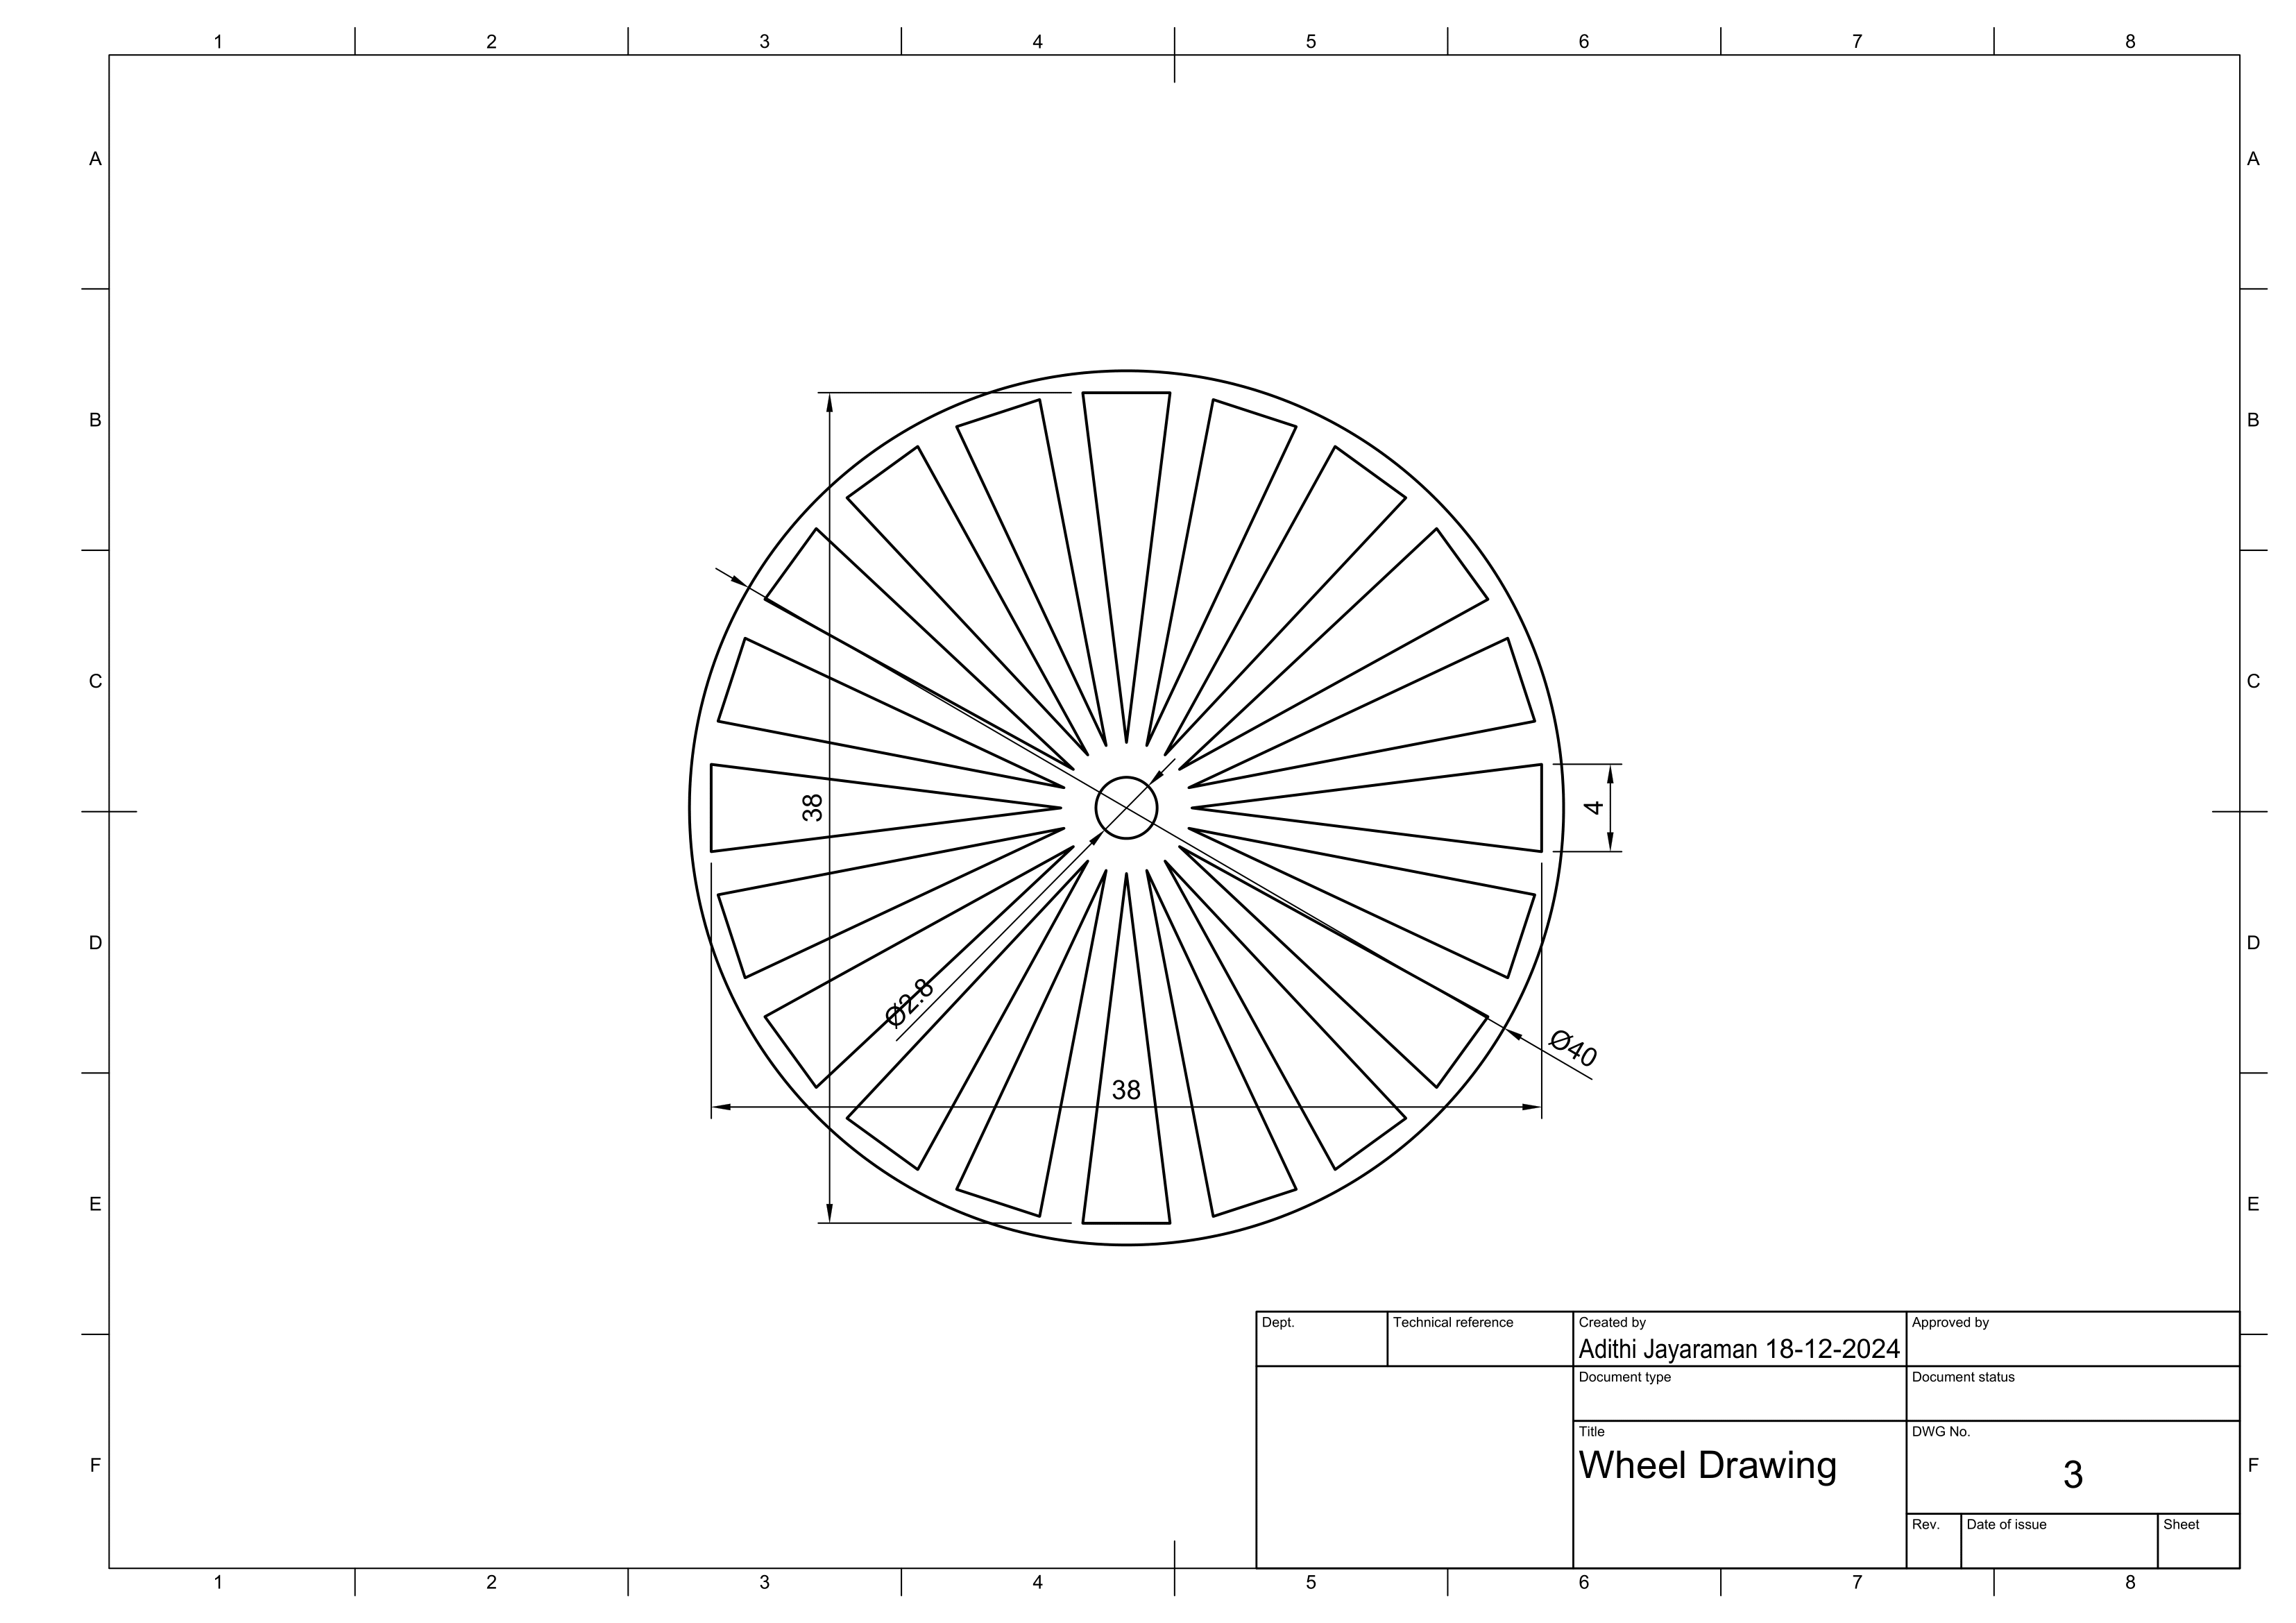 1 2 3 4 5 6 7 8
A A
B B
C C
38
4
D D
Ø2.8
Ø40
38
E E
Dept. Technical reference Created by Approved by
Adithi Jayaraman 18-12-2024
Document type Document status
Title DWG No.
Wheel Drawing
F F
3
Rev. Date of issue Sheet
1 2 3 4 5 6 7 8